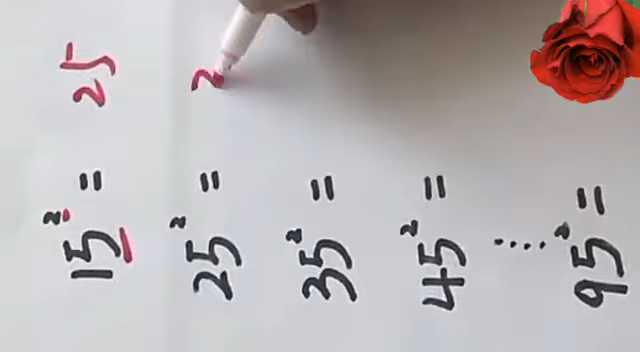 15² = 25
25² = 2
35² =
45² =
.....
95² =